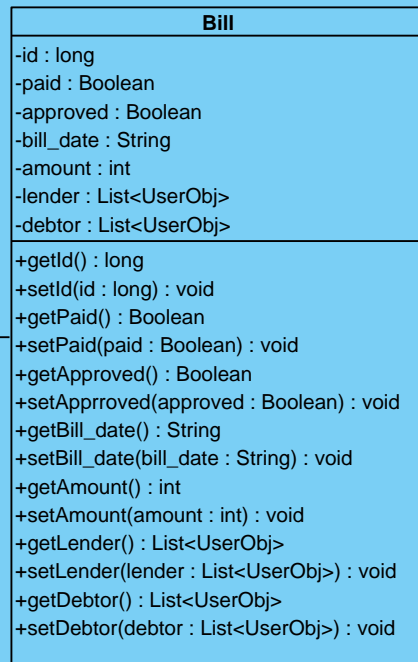 Bill
-id : long
-paid : Boolean
-approved : Boolean
-bill_date : String
-amount : int
-lender : List<UserObj>
-debtor : List<UserObj>
+getId() : long
+setId(id : long) : void
+getPaid() : Boolean
+setPaid(paid : Boolean) : void
+getApproved() : Boolean
+setApprroved(approved : Boolean) : void
+getBill_date() : String
+setBill_date(bill_date : String) : void
+getAmount() : int
+setAmount(amount : int) : void
+getLender() : List<UserObj>
+setLender(lender : List<UserObj>) : void
+getDebtor() : List<UserObj>
+setDebtor(debtor : List<UserObj>) : void